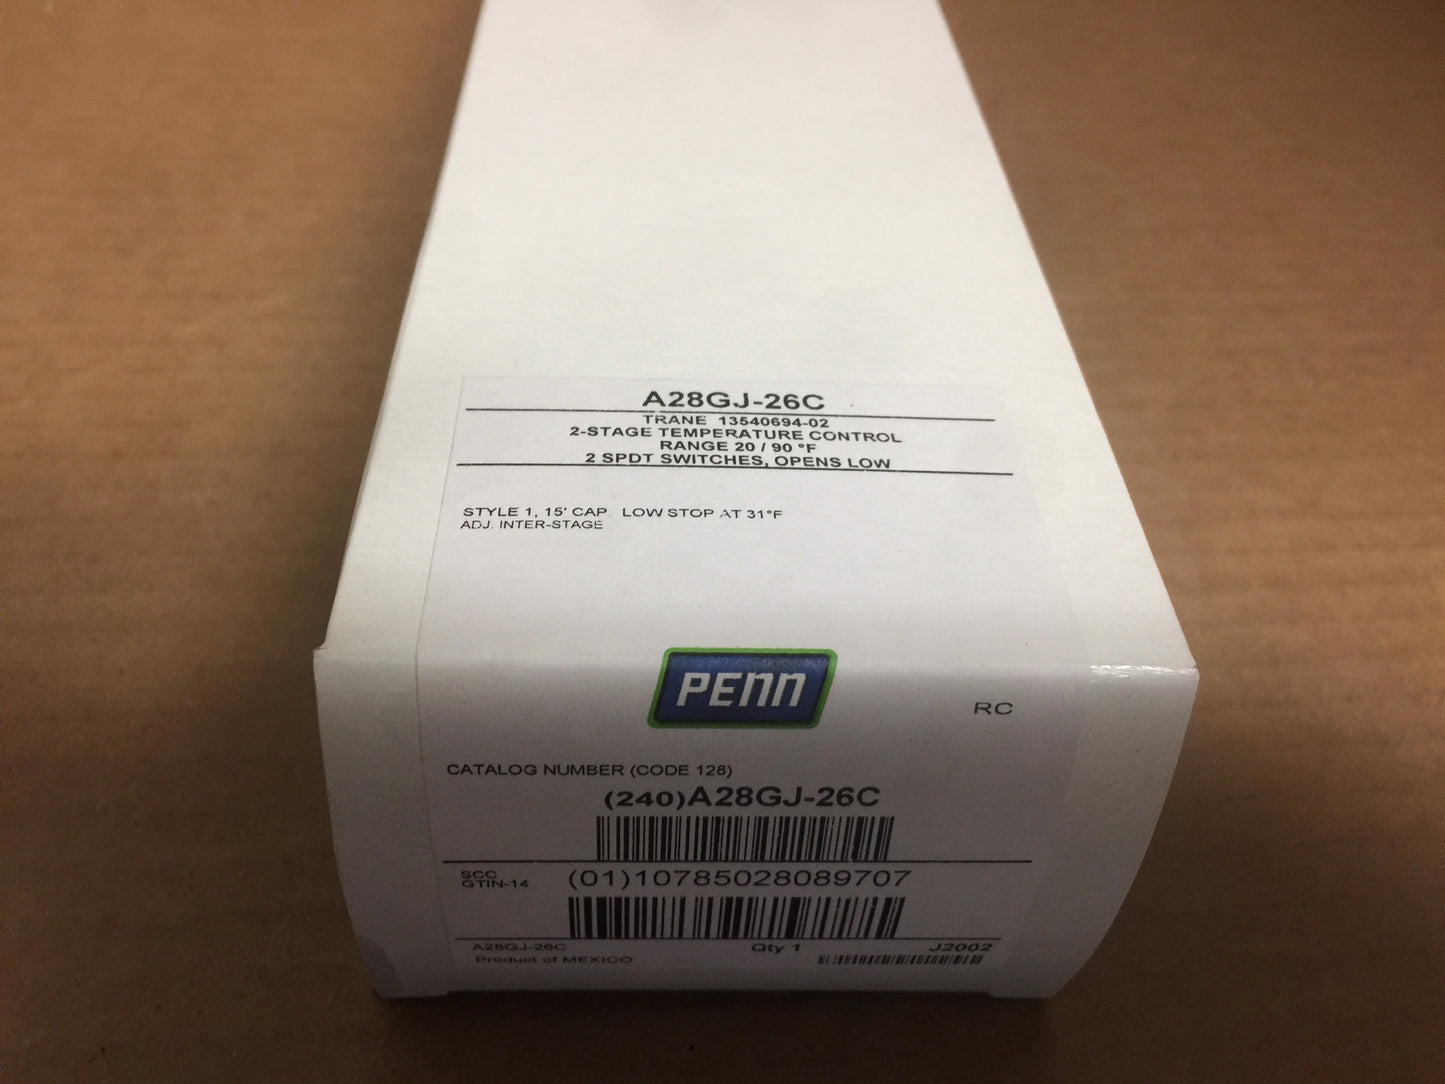 A28GJ-26C
TRANE 13540694-02
2-STAGE TEMPERATURE CONTROL
RANGE 20 / 90 °F
2 SPDT SWITCHES, OPENS LOW
STYLE 1, 15' CAP. LOW STOP AT 31°F
ADJ. INTER-STAGE
PENN
RC
CATALOG NUMBER (CODE 128)
(240)A28GJ-26C
SCC
GTIN-14
(01)10785028089707
A28GJ-26C Qty 1 J2002
Product of MEXICO